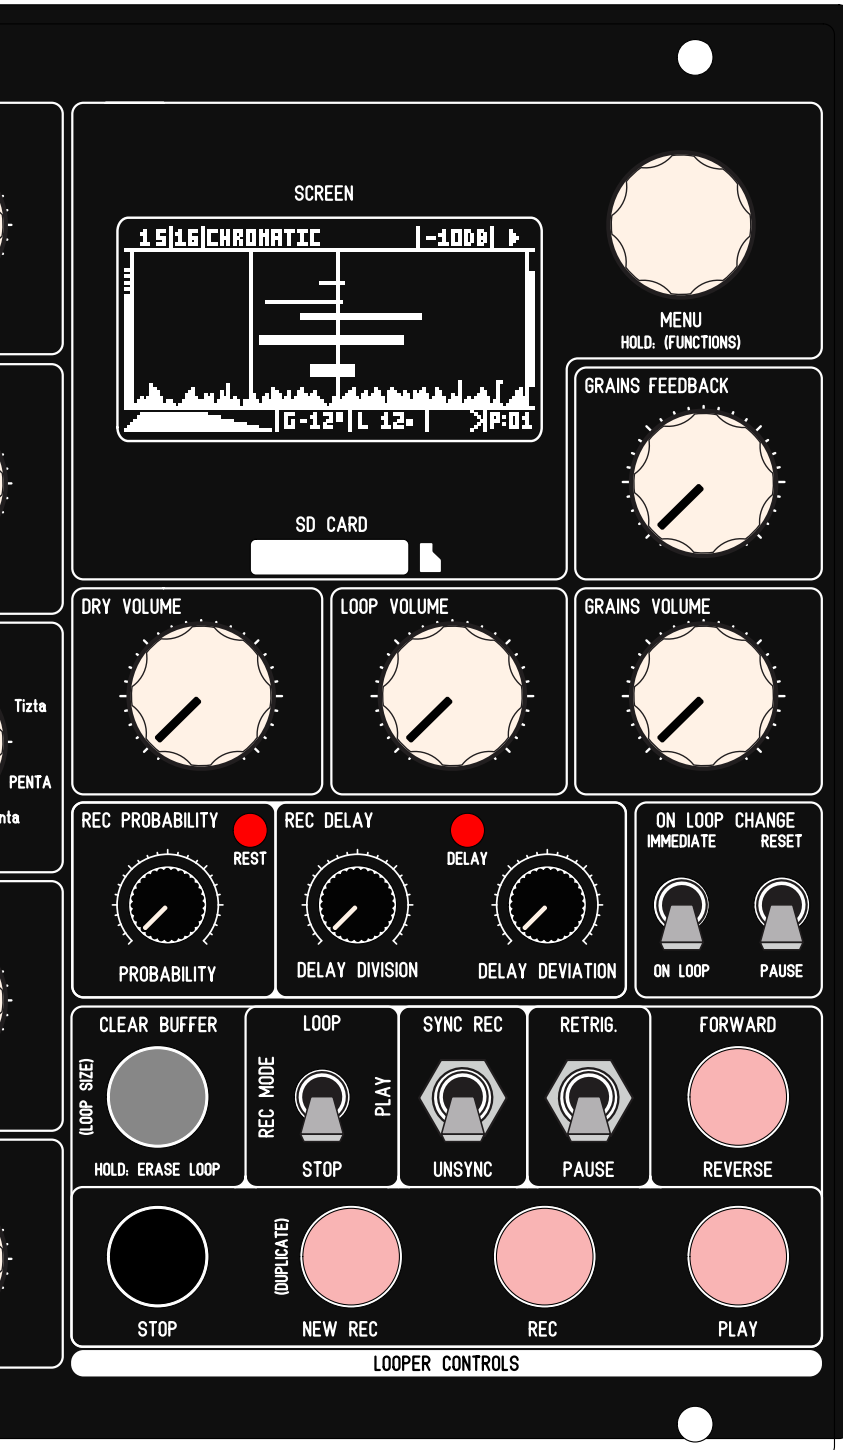 SCREEN
15|16|CHROMATIC |-10DB|
G-12"|L 12 | P:01
MENU
HOLD: (FUNCTIONS)
GRAINS FEEDBACK
SD CARD
DRY VOLUME
LOOP VOLUME
GRAINS VOLUME
Tizta
PENTA
nta
REC PROBABILITY
REST
PROBABILITY
REC DELAY
DELAY
DELAY DIVISION
DELAY DEVIATION
ON LOOP CHANGE
IMMEDIATE
RESET
ON LOOP
PAUSE
CLEAR BUFFER
(LOOP SIZE)
HOLD: ERASE LOOP
LOOP
REC MODE
PLAY
STOP
SYNC REC
UNSYNC
RETRIG.
PAUSE
FORWARD
REVERSE
STOP
(DUPLICATE)
NEW REC
REC
PLAY
LOOPER CONTROLS